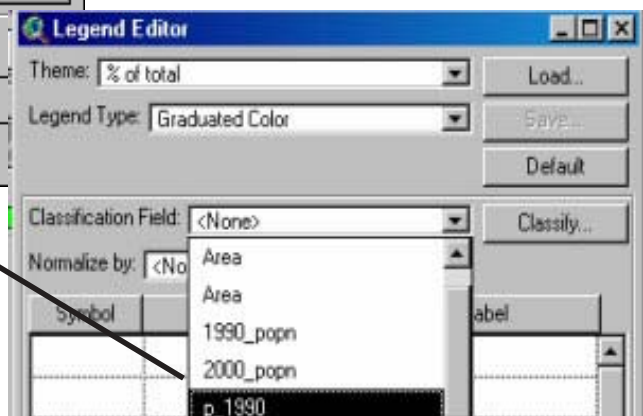 Legend Editor
Theme: % of total
Load...
Legend Type: Graduated Color
Save...
Default
Classification Field: <None>
Classify...
Normalize by: <No
Area
Area
Symbol
abel
1990_popn
2000_popn
p_1990